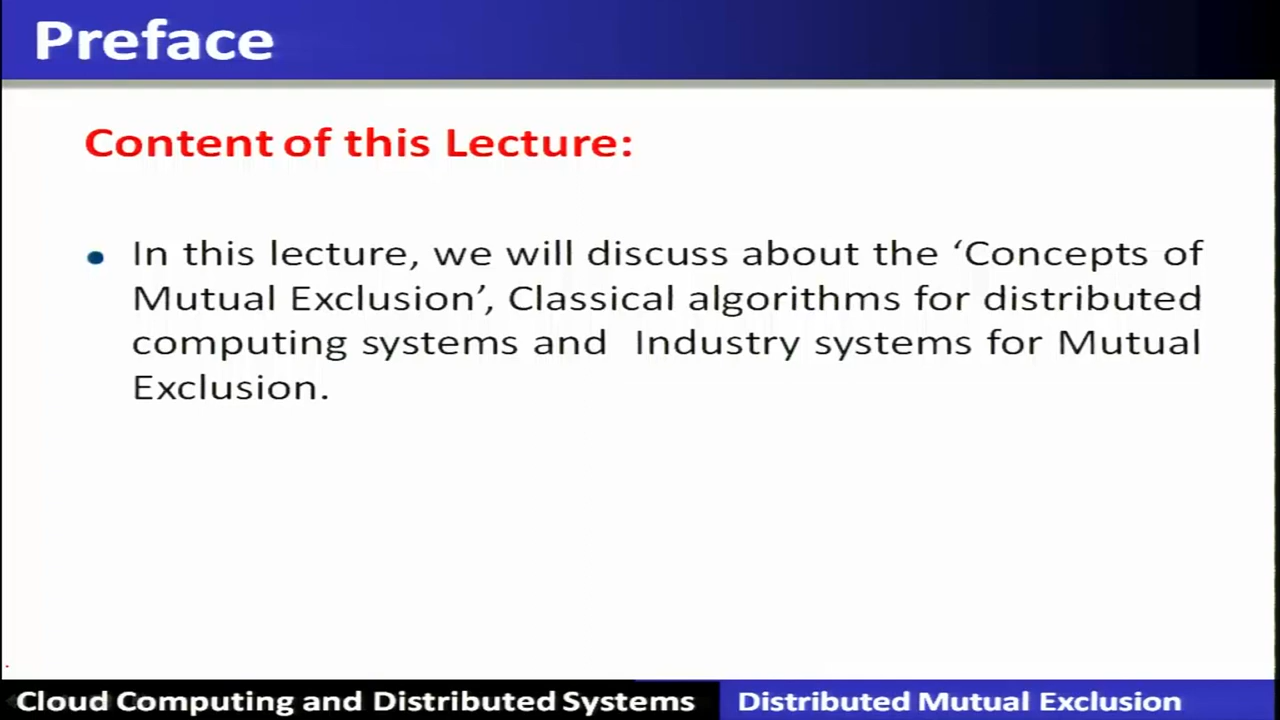 Preface
Content of this Lecture:
• In this lecture, we will discuss about the ‘Concepts of
Mutual Exclusion’, Classical algorithms for distributed
computing systems and Industry systems for Mutual
Exclusion.
Cloud Computing and Distributed Systems
Distributed Mutual Exclusion